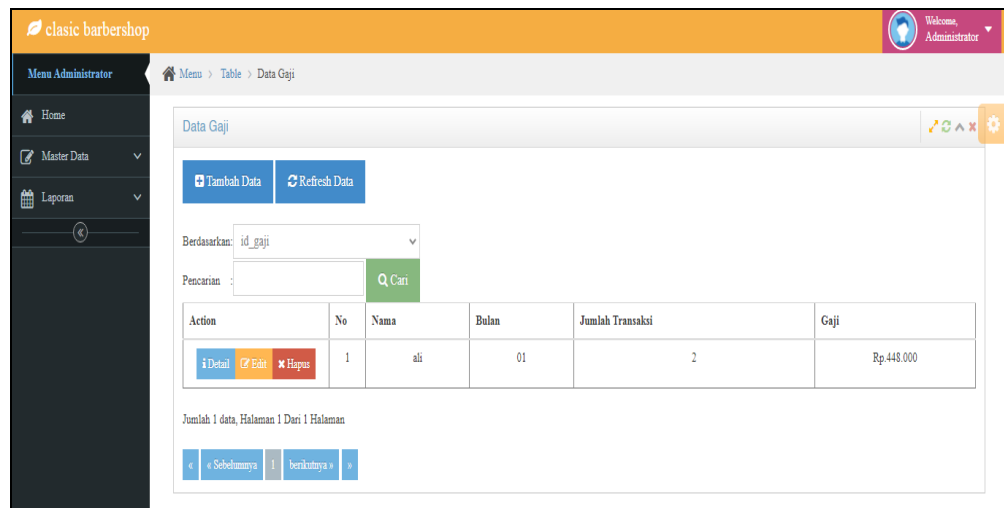 clasic barbershop
Welcome,
Administrator
Menu Administrator
Menu > Table > Data Gaji
Home
Master Data
Laporan
Data Gaji
Tambah Data
Refresh Data
Berdasarkan: id_gaji
Pencarian :
Cari
Action No Nama Bulan Jumlah Transaksi Gaji
Detail Edit Hapus 1 ali 01 2 Rp.448.000
Jumlah 1 data, Halaman 1 Dari 1 Halaman
« « Sebelumnya 1 berikutnya » »